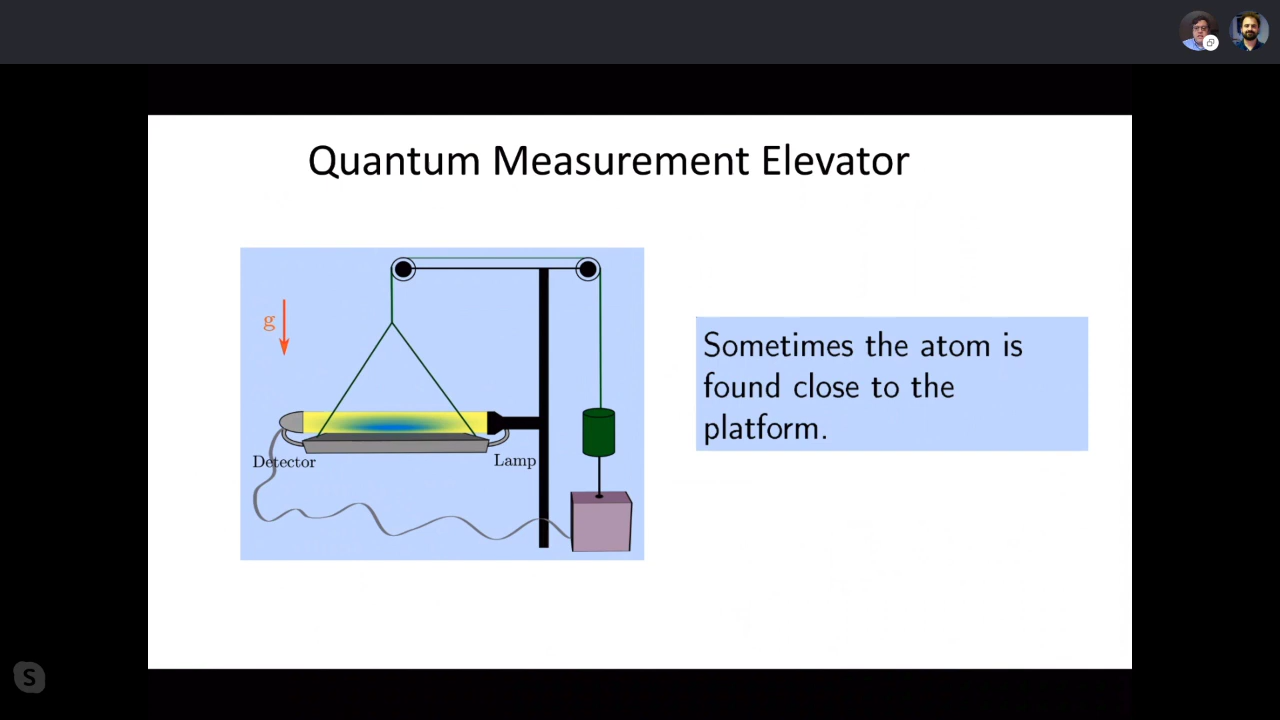 Quantum Measurement Elevator
g
Sometimes the atom is
found close to the
platform.
Detector
Lamp
S